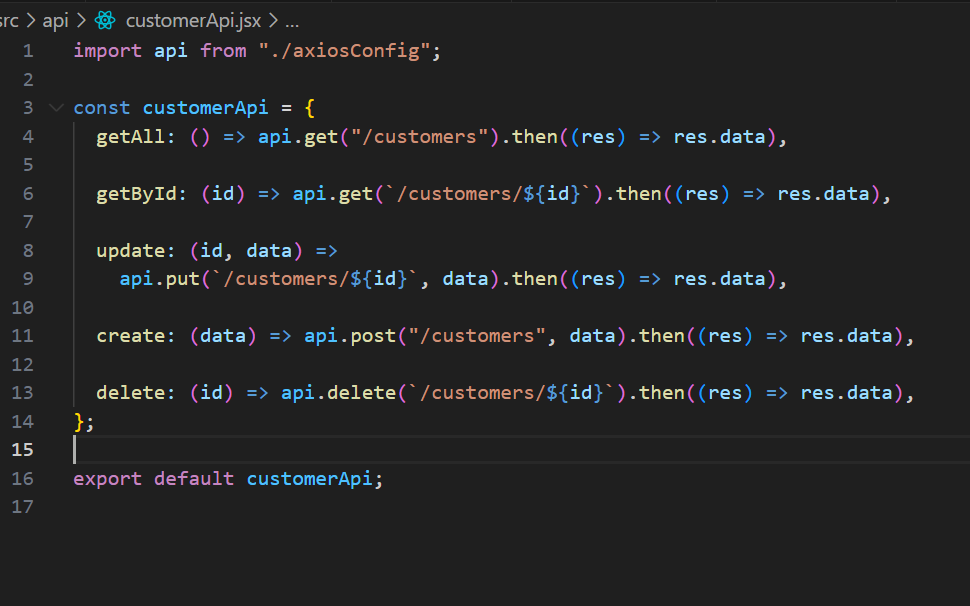 src > api > customerApi.jsx > ...
1 import api from "./axiosConfig";
2
3 const customerApi = {
4   getAll: () => api.get("/customers").then((res) => res.data),
5
6   getById: (id) => api.get(`/customers/${id}`).then((res) => res.data),
7
8   update: (id, data) =>
9     api.put(`/customers/${id}`, data).then((res) => res.data),
10
11   create: (data) => api.post("/customers", data).then((res) => res.data),
12
13   delete: (id) => api.delete(`/customers/${id}`).then((res) => res.data),
14 };
15
16 export default customerApi;
17